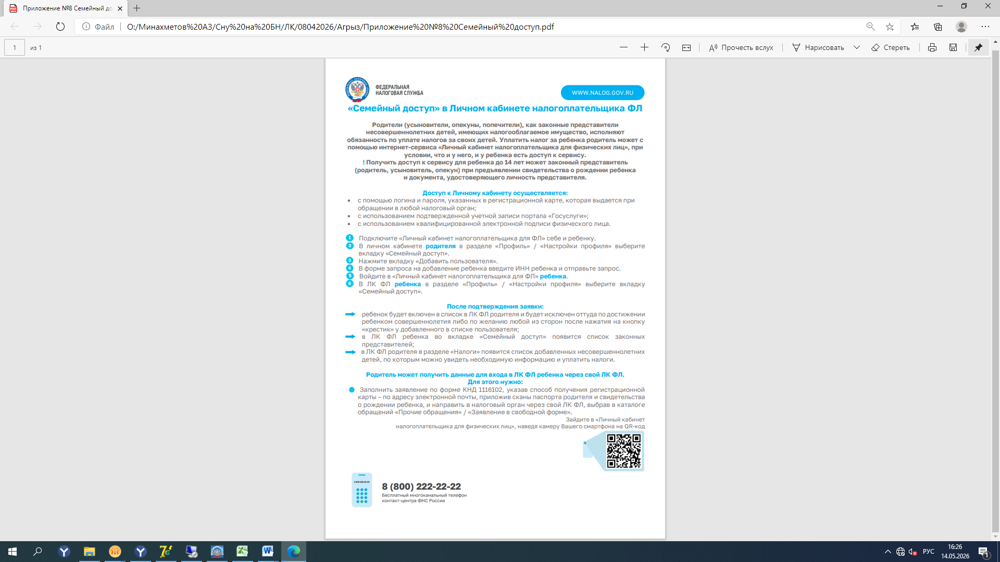 Приложение №8 Семейный до
Файл
O:/Минахметов%20АЗ/Сну%20на%20БН/ЛК/08042026/Агрыз/Приложение%20№8%20Семейный%20доступ.pdf
1 из 1
Прочесть вслух
Нарисовать
Стереть
ФЕДЕРАЛЬНАЯ
НАЛОГОВАЯ СЛУЖБА
WWW.NALOG.GOV.RU
«Семейный доступ» в Личном кабинете налогоплательщика ФЛ
Родители (усыновители, опекуны, попечители), как законные представители
несовершеннолетних детей, имеющих налогооблагаемое имущество, исполняют
обязанность по уплате налогов за своих детей. Уплатить налог за ребенка родитель может с
помощью интернет-сервиса «Личный кабинет налогоплательщика для физических лиц», при
условии, что и у него, и у ребенка есть доступ к сервису.
! Получить доступ к сервису для ребенка до 14 лет может законный представитель
(родитель, усыновитель, опекун) при предъявлении свидетельства о рождении ребенка
и документа, удостоверяющего личность представителя.
Доступ к Личному кабинету осуществляется:
• с помощью логина и пароля, указанных в регистрационной карте, которая выдается при
обращении в любой налоговый орган;
• с использованием подтвержденной учетной записи портала «Госуслуги»;
• с использованием квалифицированной электронной подписи физического лица.
1 Подключите «Личный кабинет налогоплательщика для ФЛ» себе и ребенку.
2 В личном кабинете родителя в разделе «Профиль» / «Настройки профиля» выберите
вкладку «Семейный доступ».
3 Нажмите вкладку «Добавить пользователя».
4 В форме запроса на добавление ребенка введите ИНН ребенка и отправьте запрос.
5 Войдите в «Личный кабинет налогоплательщика для ФЛ» ребенка.
6 В ЛК ФЛ ребенка в разделе «Профиль» / «Настройки профиля» выберите вкладку
«Семейный доступ».
После подтверждения заявки:
ребенок будет включен в список в ЛК ФЛ родителя и будет исключен оттуда по достижении
ребенком совершеннолетия либо по желанию любой из сторон после нажатия на кнопку
«крестик» у добавленного в списке пользователя;
в ЛК ФЛ ребенка во вкладке «Семейный доступ» появится список законных
представителей;
в ЛК ФЛ родителя в разделе «Налоги» появится список добавленных несовершеннолетних
детей, по которым можно увидеть необходимую информацию и уплатить налоги.
Родитель может получить данные для входа в ЛК ФЛ ребенка через свой ЛК ФЛ.
Для этого нужно:
Заполнить заявление по форме КНД 1116102, указав способ получения регистрационной
карты – по адресу электронной почты, приложив сканы паспорта родителя и свидетельства
о рождении ребенка, и направить в налоговый орган через свой ЛК ФЛ, выбрав в каталоге
обращений «Прочие обращения» / «Заявление в свободной форме».
Зайдите в «Личный кабинет
налогоплательщика для физических лиц», наведя камеру Вашего смартфона на QR-код
8 800 222-22-22
8 (800) 222-22-22
Бесплатный многоканальный телефон
контакт-центра ФНС России
РУС
16:26
14.05.2026
1